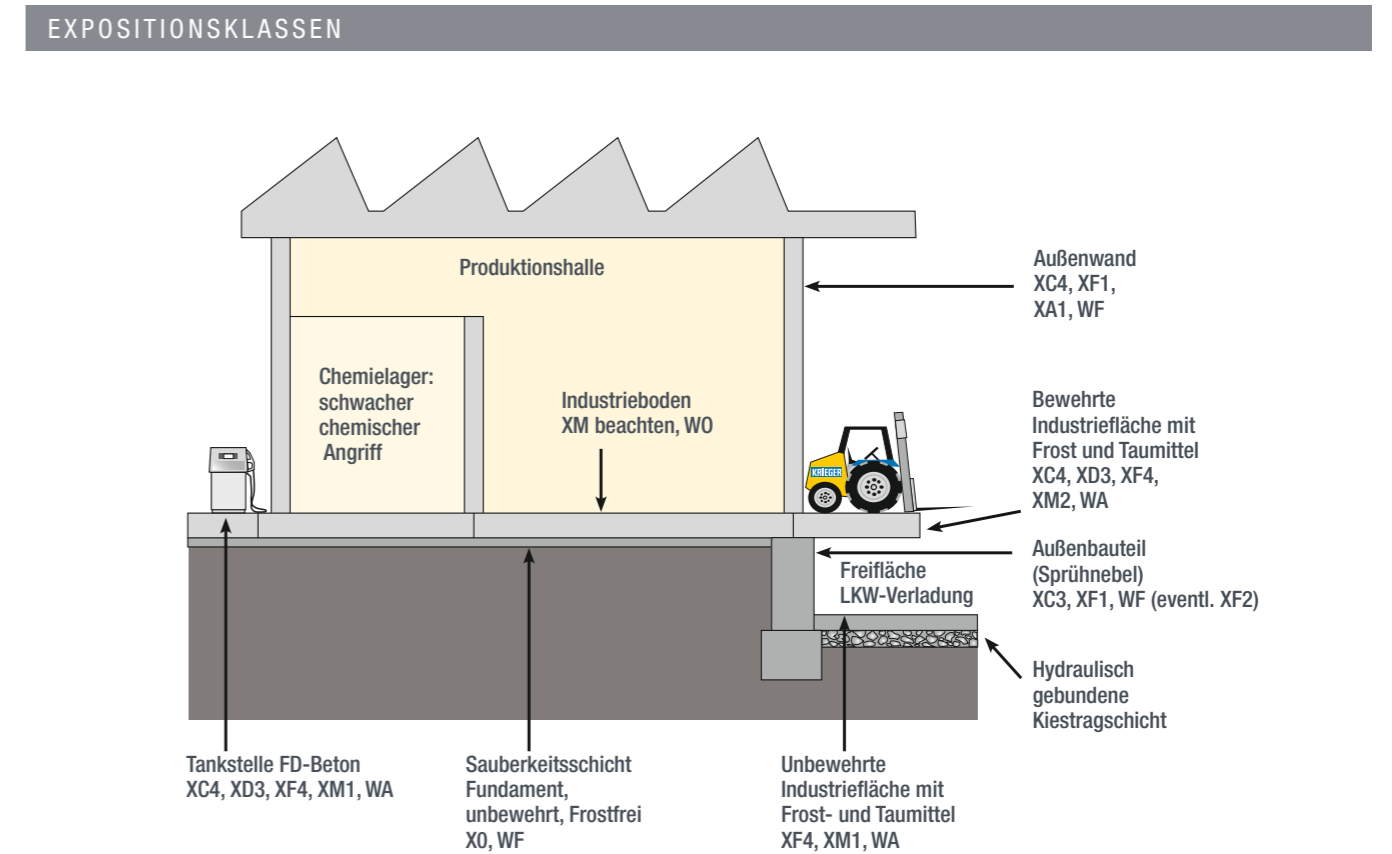 EXPOSITIONSKLASSEN
Produktionshalle
Außenwand
XC4, XF1,
XA1, WF
Chemielager:
schwacher
chemischer
Angriff
Industrieboden
XM beachten, WO
KRIEGER
Bewehrte
Industriefläche mit
Frost und Taumittel
XC4, XD3, XF4,
XM2, WA
Außenbauteil
(Sprühnebel)
XC3, XF1, WF (eventl. XF2)
Freifläche
LKW-Verladung
Hydraulisch
gebundene
Kiestragschicht
Tankstelle FD-Beton
XC4, XD3, XF4, XM1, WA
Sauberkeitsschicht
Fundament,
unbewehrt, Frostfrei
X0, WF
Unbewehrte
Industriefläche mit
Frost- und Taumittel
XF4, XM1, WA